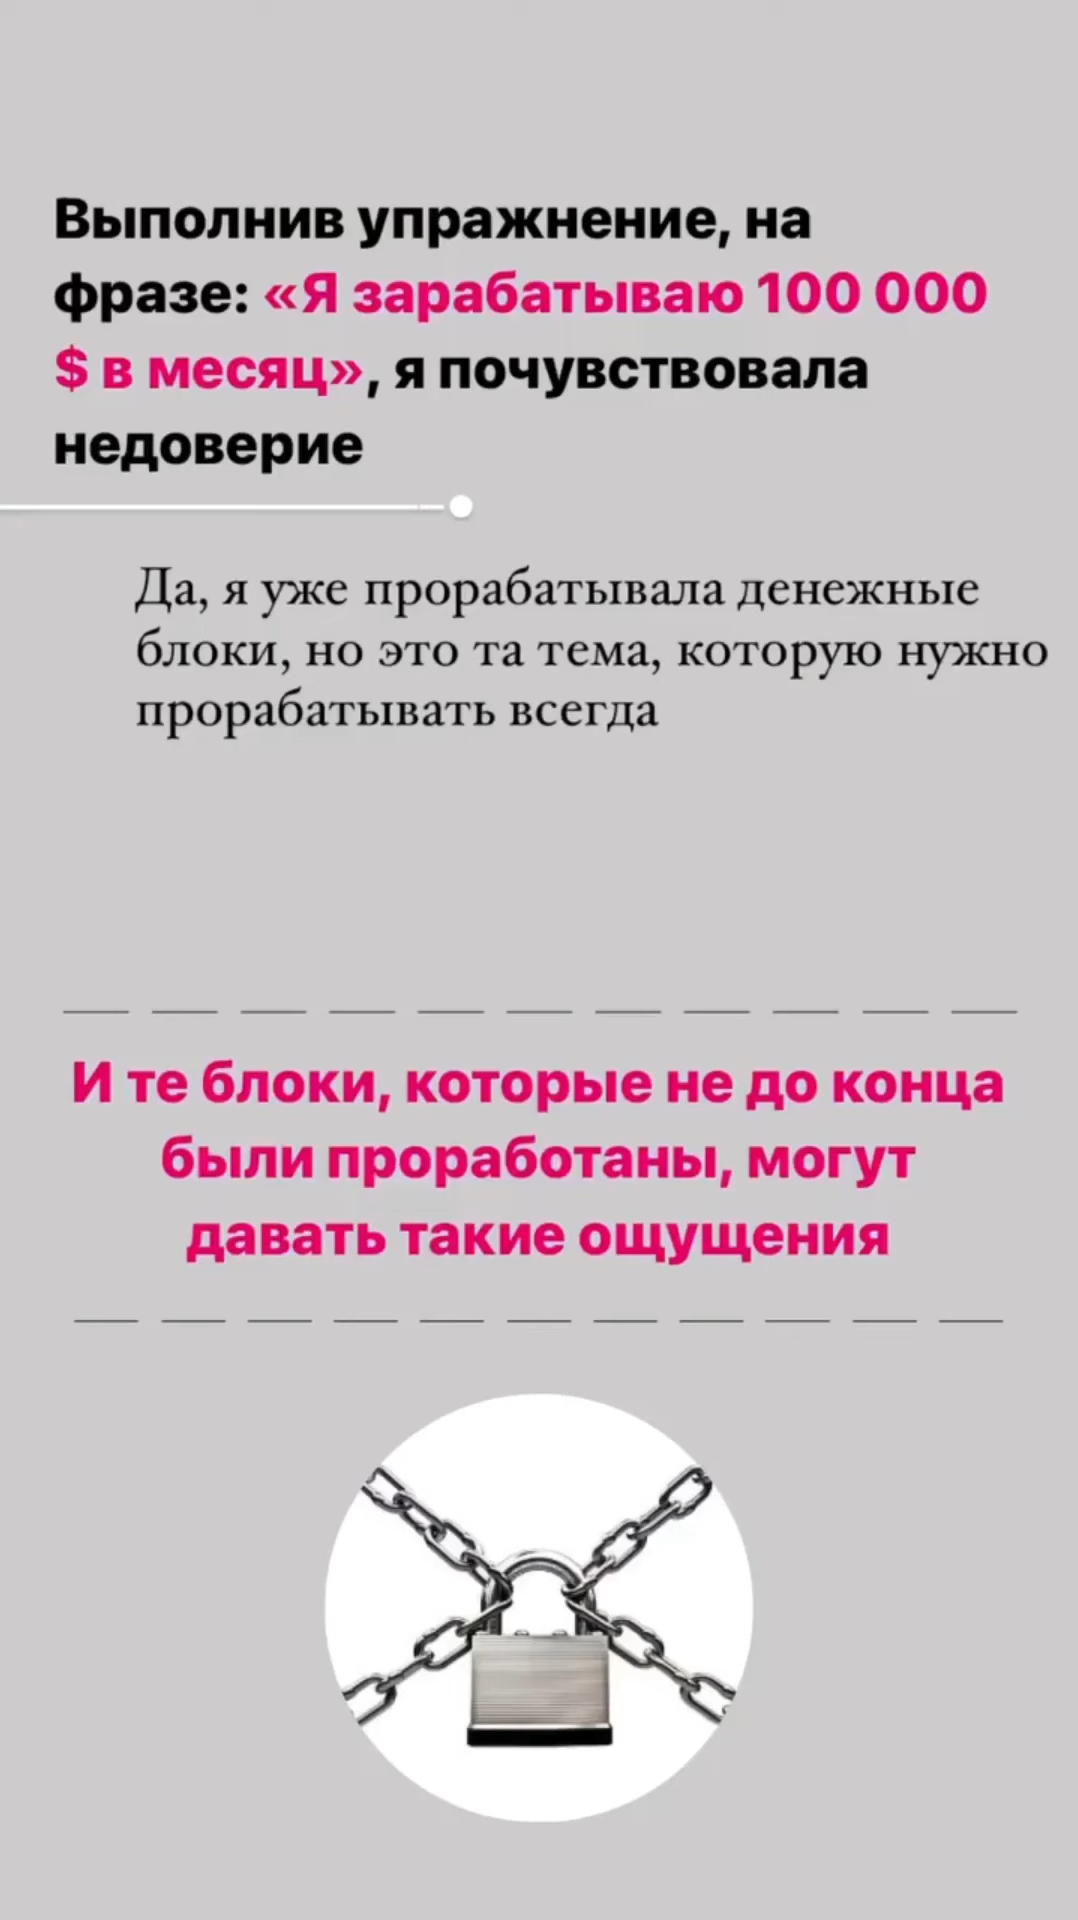 Выполнив упражнение, на
фразе: «Я зарабатываю 100 000
$ в месяц», я почувствовала
недоверие
Да, я уже прорабатывала денежные
блоки, но это та тема, которую нужно
прорабатывать всегда
И те блоки, которые не до конца
были проработаны, могут
давать такие ощущения